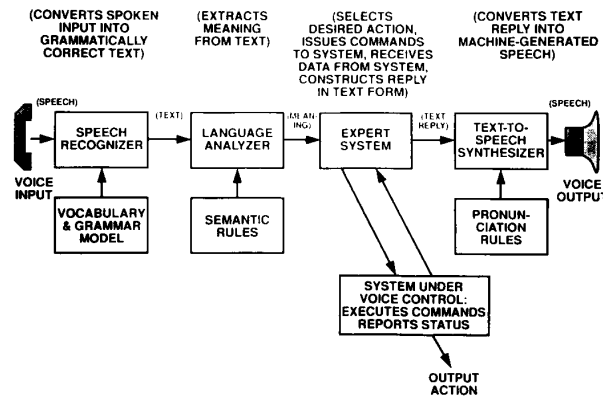 (CONVERTS SPOKEN
INPUT INTO
GRAMMATICALLY
CORRECT TEXT)
(EXTRACTS
MEANING
FROM TEXT)
(SELECTS
DESIRED ACTION,
ISSUES COMMANDS
TO SYSTEM, RECEIVES
DATA FROM SYSTEM,
CONSTRUCTS REPLY
IN TEXT FORM)
(CONVERTS TEXT
REPLY INTO
MACHINE-GENERATED
SPEECH)
(SPEECH)
SPEECH
RECOGNIZER
(TEXT)
LANGUAGE
ANALYZER
(MEAN-
ING)
EXPERT
SYSTEM
(TEXT
REPLY)
TEXT-TO-
SPEECH
SYNTHESIZER
(SPEECH)
VOICE
INPUT
VOICE
OUTPUT
VOCABULARY
& GRAMMAR
MODEL
SEMANTIC
RULES
PRONUN-
CIATION
RULES
SYSTEM UNDER
VOICE CONTROL:
EXECUTES COMMANDS,
REPORTS STATUS
OUTPUT
ACTION